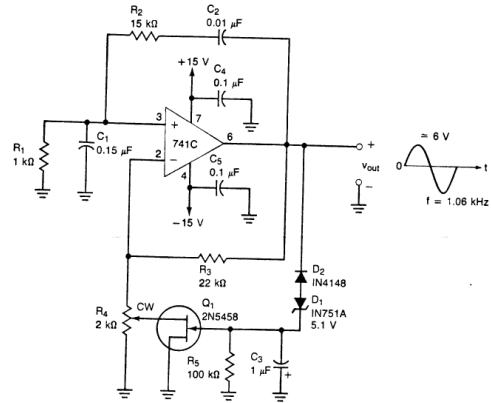 R2
15 kΩ
C2
0.01 µF
+15 V
C4
0.1 µF
3
7
+
741C
6
2
−
4
C1
0.15 µF
R1
1 kΩ
C5
0.1 µF
−15 V
+
vout
−
≃ 6 V
0
t
f = 1.06 kHz
R3
22 kΩ
D2
IN4148
D1
IN751A
5.1 V
R4
2 kΩ
CW
Q1
2N5458
R5
100 kΩ
C3
1 µF
+